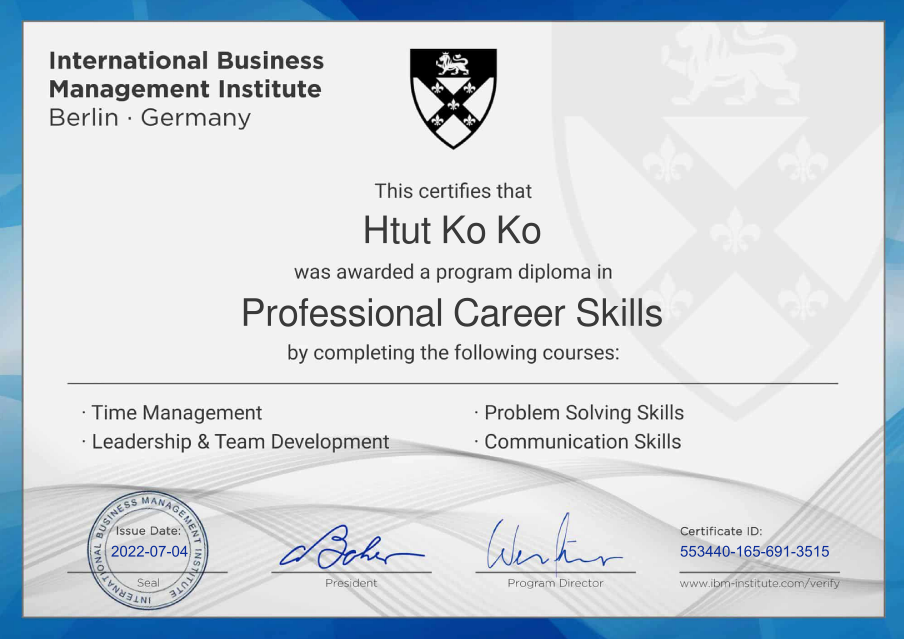 International Business
Management Institute
Berlin · Germany
This certifies that
Htut Ko Ko
was awarded a program diploma in
Professional Career Skills
by completing the following courses:
· Time Management
· Leadership & Team Development
· Problem Solving Skills
· Communication Skills
INTERNATIONAL BUSINESS MANAGEMENT INSTITUTE
Issue Date:
2022-07-04
Seal
President
Program Director
Certificate ID:
553440-165-691-3515
www.ibm-institute.com/verify